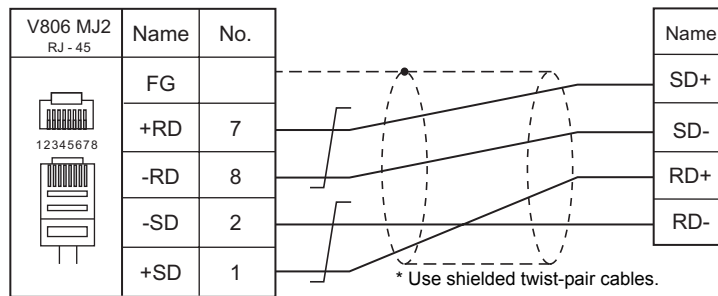 V806 MJ2 Name No. Name
RJ - 45
FG SD+
+RD 7 SD-
12345678
-RD 8 RD+
-SD 2 RD-
+SD 1
* Use shielded twist-pair cables.